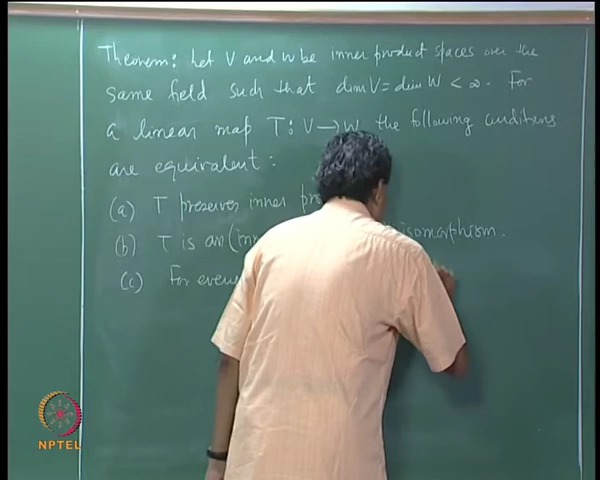 Theorem: Let V and W be inner product spaces over the
same field such that dim V = dim W < ∞. For
a linear map T: V → W the following conditions
are equivalent:
(a) T preserves inner
(b) T is an isomorphism.
(c) For every
NPTEL